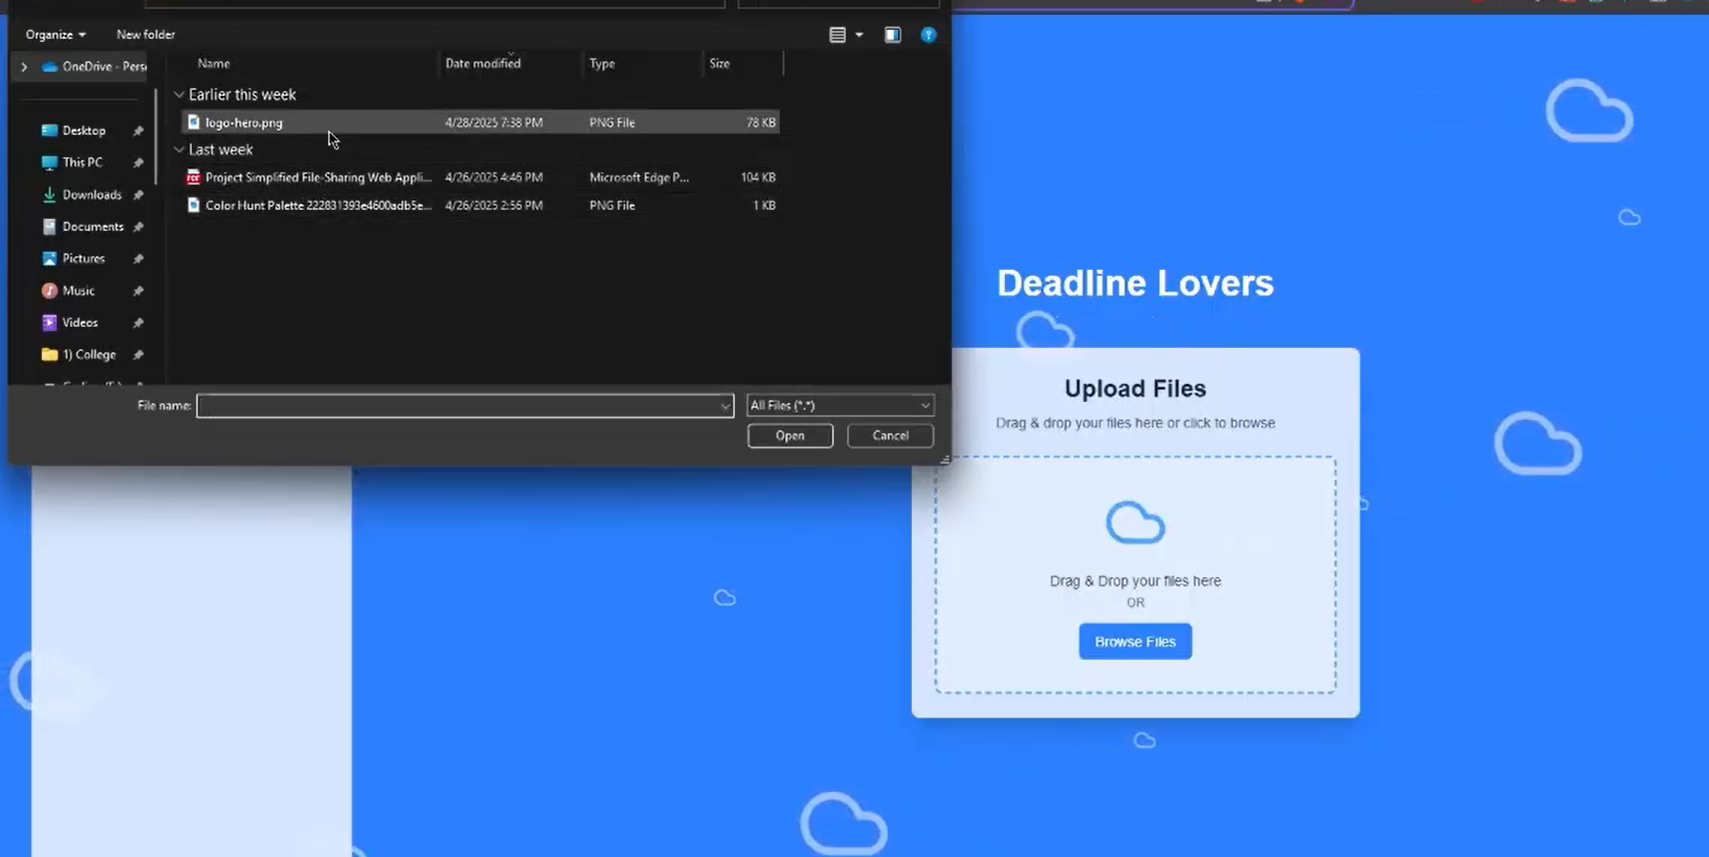 Organize New folder
OneDrive - Pers
Name Date modified Type Size
Earlier this week
logo-hero.png 4/28/2025 7:38 PM PNG File 78 KB
Last week
Project Simplified File-Sharing Web Appli... 4/26/2025 4:46 PM Microsoft Edge P... 104 KB
Color Hunt Palette 222831393e4600adb5e... 4/26/2025 2:56 PM PNG File 1 KB
Desktop
This PC
Downloads
Documents
Pictures
Music
Videos
1) College
File name: All Files (*.*)
Open Cancel
Deadline Lovers
Upload Files
Drag & drop your files here or click to browse
Drag & Drop your files here
OR
Browse Files